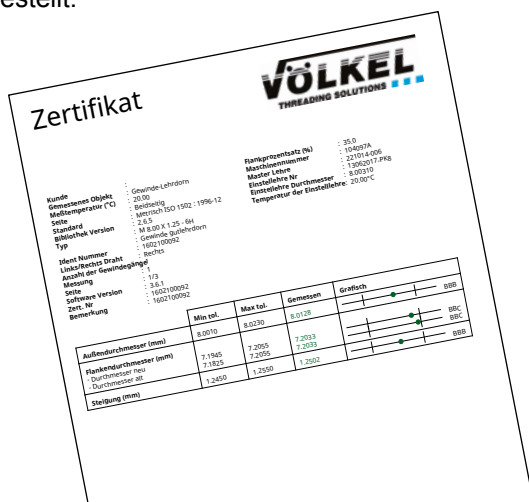 estellt.
VÖLKEL
THREADING SOLUTIONS
Zertifikat
Kunde :
Gemessenes Objekt : Gewinde-Lehrdorn
Meßtemperatur (°C) : 20.00
Seite : Beidseitig
Standard : Metrisch ISO 1502 : 1996-12
Bibliothek Version : 2.6.5
Typ : M 8.00 X 1.25 - 6H
: Gewinde gutlehrdorn
Ident Nummer : 1602100092
Links/Rechts Draht : Rechts
Anzahl der Gewindegänge : 1
Messung : 1
Seite : 1/3
Software Version : 3.6.1
Zert. Nr : 1602100092
Bemerkung : 1602100092
Flankprozentsatz (%) : 35.0
Maschinennummer : 104097A
Master Lehre : 221014-006
Einstellehre Nr : 13062017.PK8
Einstellehre Durchmesser : 8.00310
Temperatur der Einstelllehre: 20.00°C
Min tol. Max tol. Gemessen Gräfisch
Außendurchmesser (mm) 8.0010 8.0230 8.0128 BBB
Flankendurchmesser (mm)
- Durchmesser neu 7.1945 7.2055 7.2033 BBC
- Durchmesser alt 7.1825 7.2055 7.2033 BBC
Steigung (mm) 1.2450 1.2550 1.2502 BBB